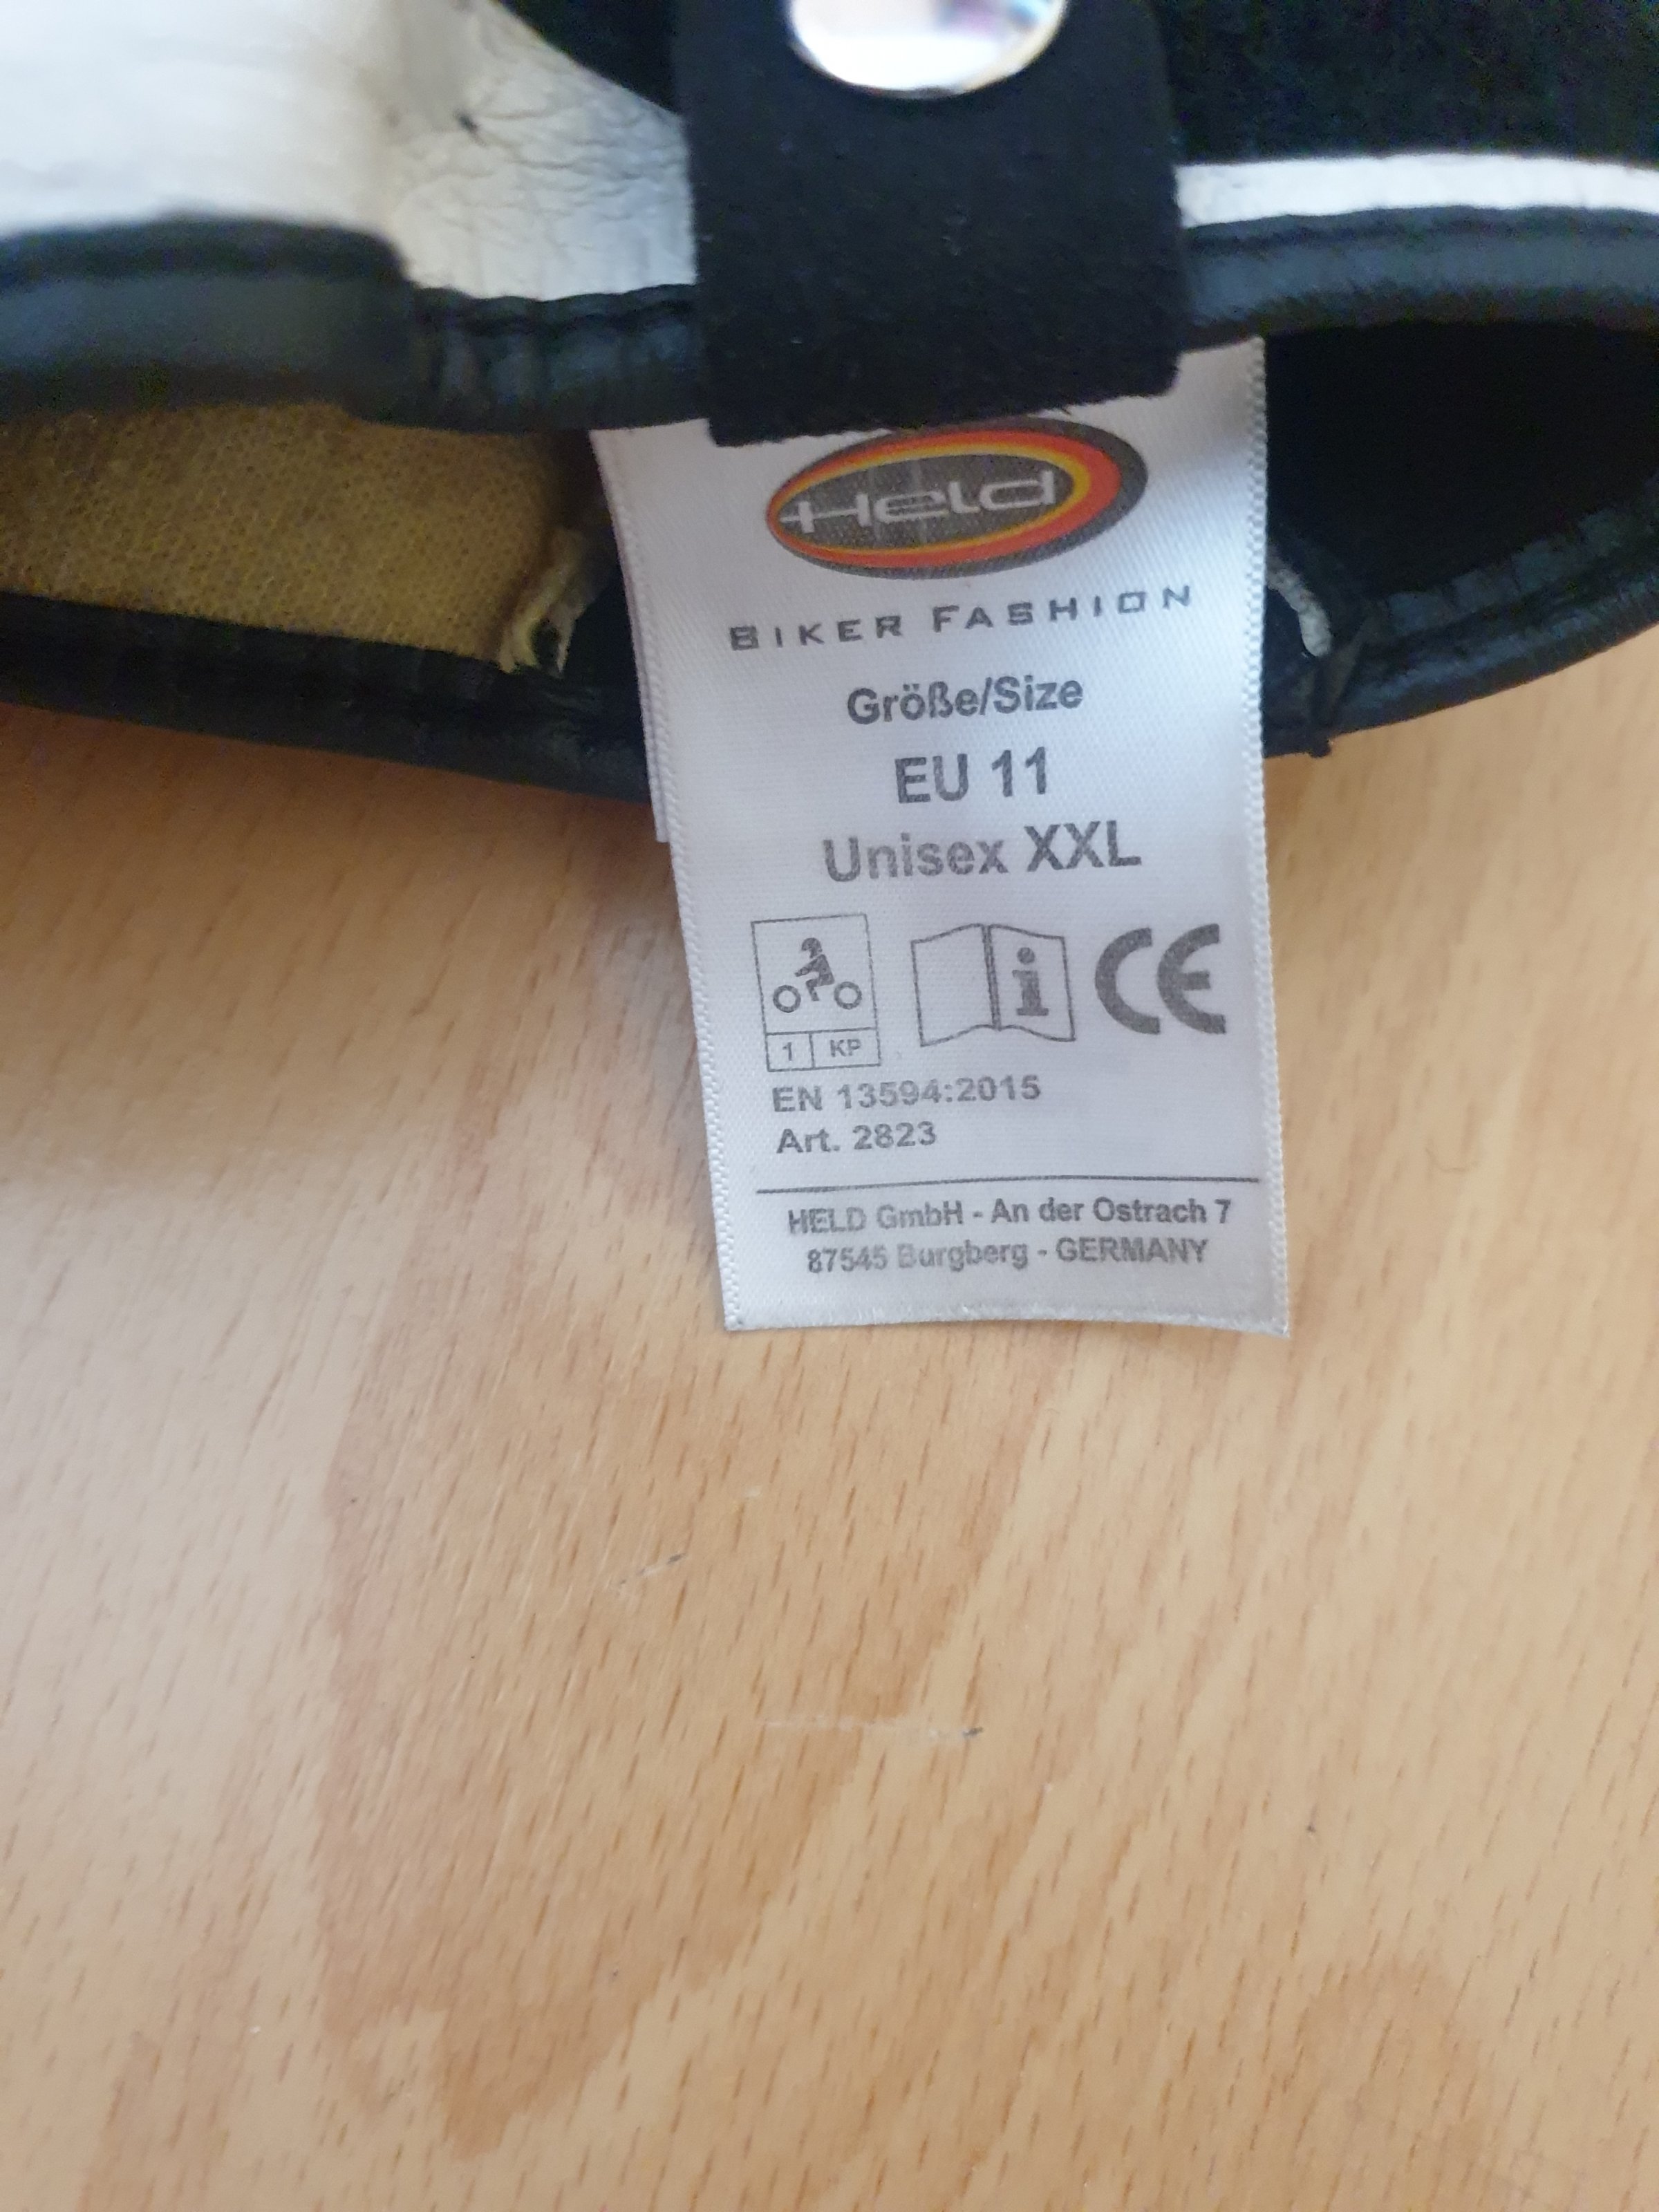 Held
BIKER FASHION
Größe/Size
EU 11
Unisex XXL
i CE
1 KP
EN 13594:2015
Art. 2823
HELD GmbH - An der Ostrach 7
87545 Burgberg - GERMANY